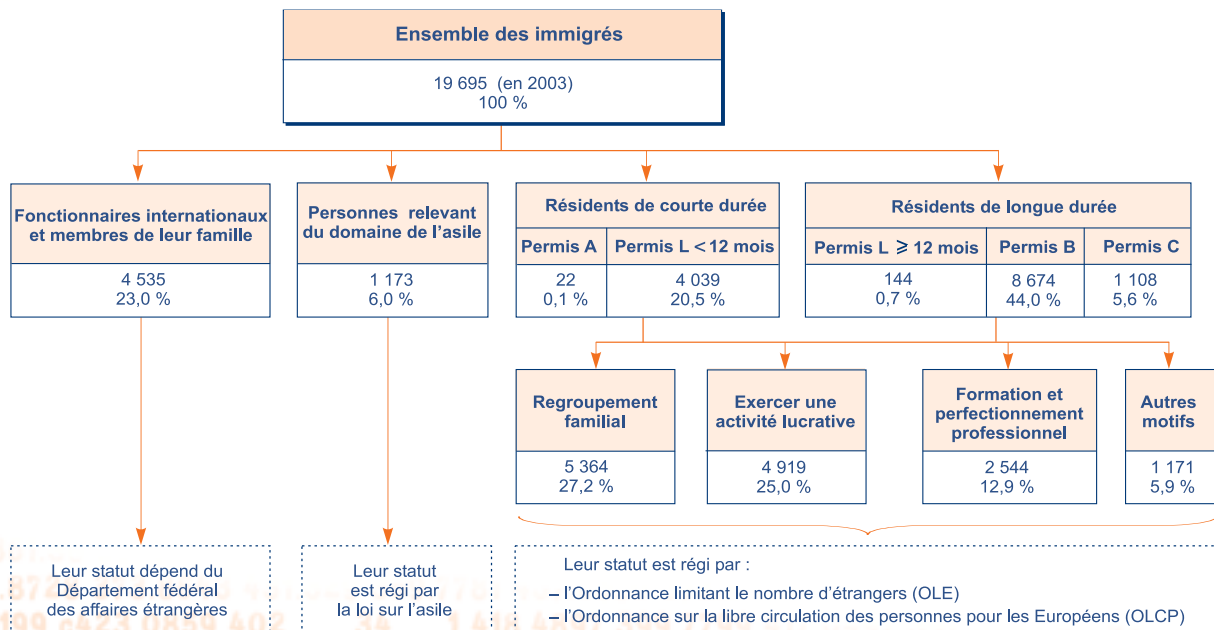 Ensemble des immigrés
19 695 (en 2003)
100 %
Fonctionnaires internationaux
et membres de leur famille
4 535
23,0 %
Personnes relevant
du domaine de l’asile
1 173
6,0 %
Résidents de courte durée
Permis A
Permis L < 12 mois
22
0,1 %
4 039
20,5 %
Résidents de longue durée
Permis L ⩾ 12 mois
Permis B
Permis C
144
0,7 %
8 674
44,0 %
1 108
5,6 %
Regroupement
familial
5 364
27,2 %
Exercer une
activité lucrative
4 919
25,0 %
Formation et
perfectionnement
professionnel
2 544
12,9 %
Autres
motifs
1 171
5,9 %
Leur statut dépend du
Département fédéral
des affaires étrangères
Leur statut
est régi par
la loi sur l’asile
Leur statut est régi par :
– l’Ordonnance limitant le nombre d’étrangers (OLE)
– l’Ordonnance sur la libre circulation des personnes pour les Européens (OLCP)